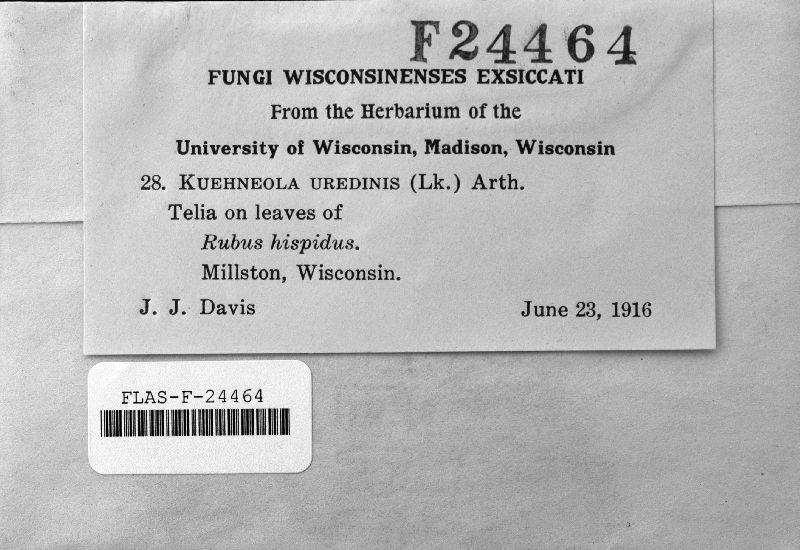 F24464
FUNGI WISCONSINENSES EXSICCATI
From the Herbarium of the
University of Wisconsin, Madison, Wisconsin
28. KUEHNEOLA UREDINIS (Lk.) Arth.
Telia on leaves of
Rubus hispidus.
Millston, Wisconsin.
J. J. Davis June 23, 1916
FLAS-F-24464